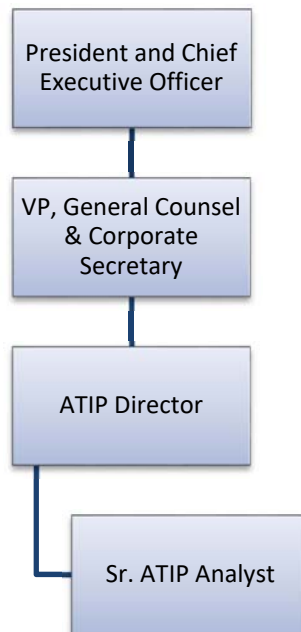 President and Chief
Executive Officer
VP, General Counsel
& Corporate
Secretary
ATIP Director
Sr. ATIP Analyst